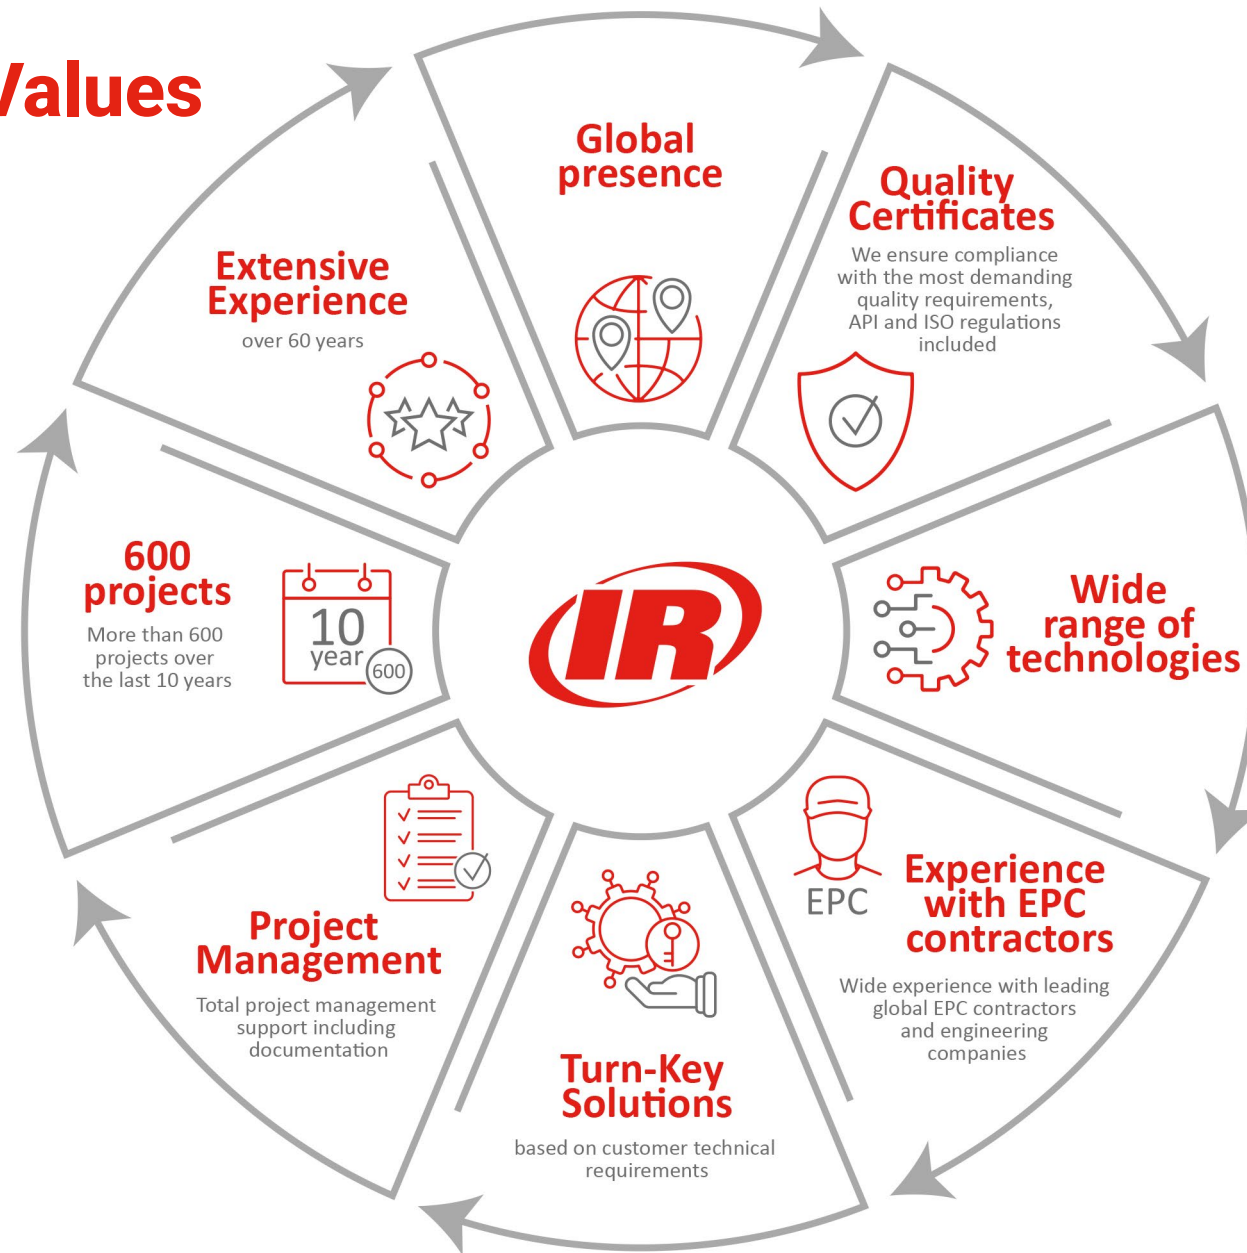 Values
Global
presence
Quality
Certificates
We ensure compliance
with the most demanding
quality requirements,
API and ISO regulations
included
Wide
range of
technologies
EPC
Experience
with EPC
contractors
Wide experience with leading
global EPC contractors
and engineering
companies
Turn-Key
Solutions
based on customer technical
requirements
Project
Management
Total project management
support including
documentation
600
projects
More than 600
projects over
the last 10 years
10
year
600
Extensive
Experience
over 60 years
IR